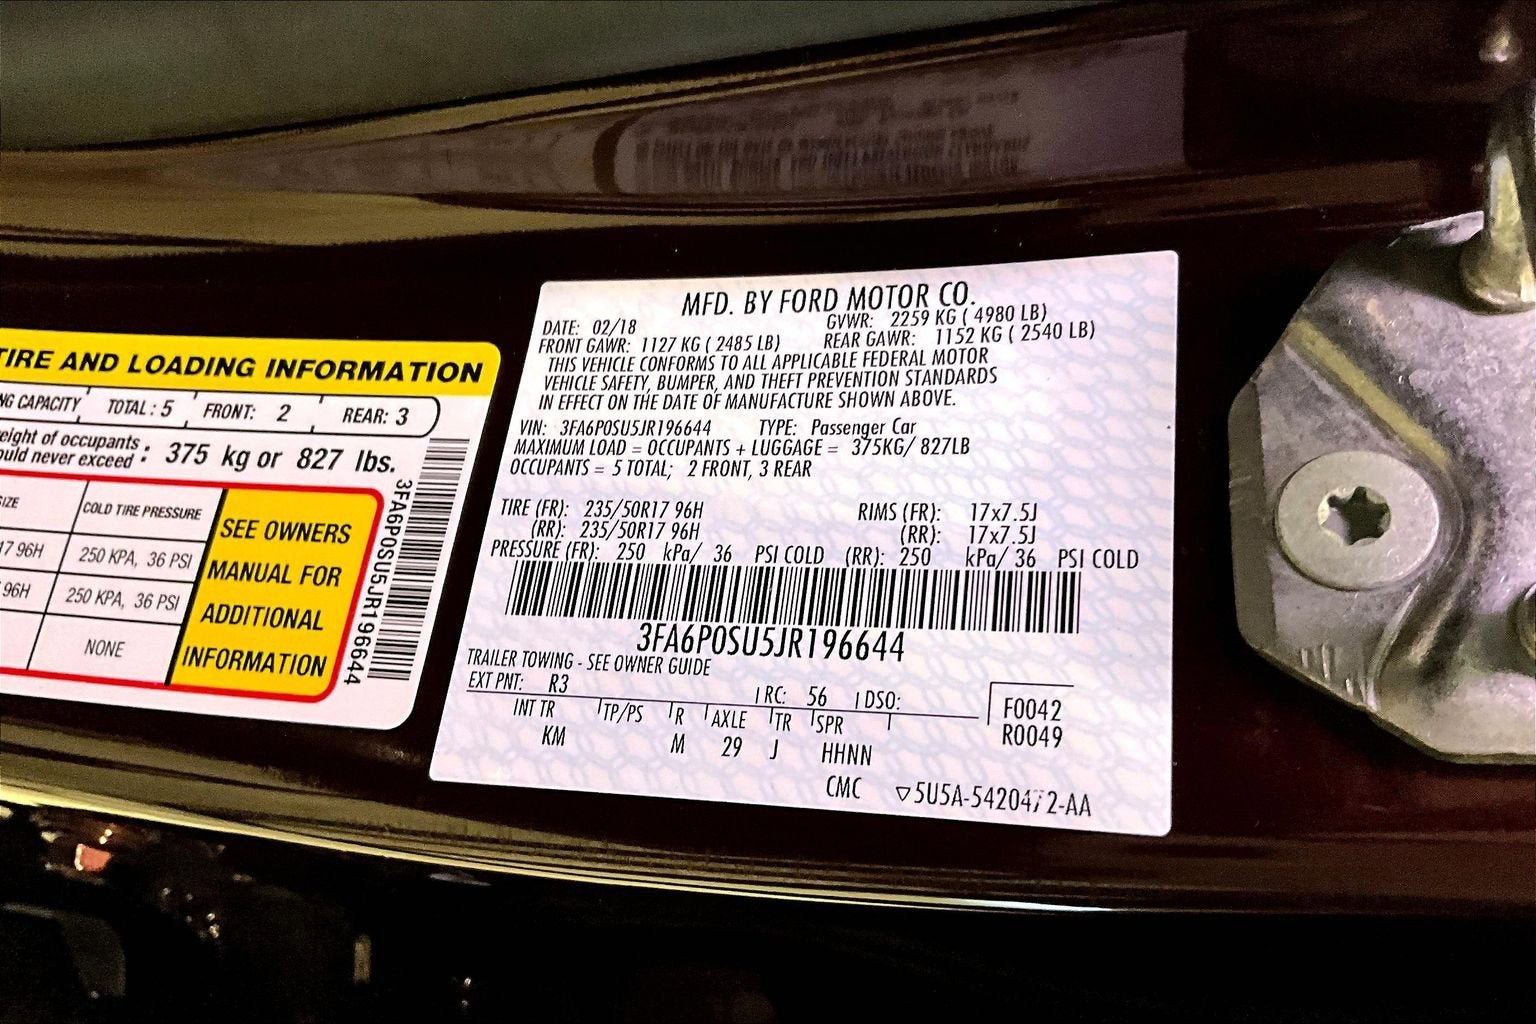 TIRE AND LOADING INFORMATION
CAPACITY TOTAL: 5 FRONT: 2 REAR: 3
of occupants
should never exceed : 375 kg or 827 lbs.
COLD TIRE PRESSURE
96H 250 KPA, 36 PSI
96H 250 KPA, 36 PSI
NONE
SEE OWNERS
MANUAL FOR
ADDITIONAL
INFORMATION
3FA6P0SU5JR196644
MFD. BY FORD MOTOR CO.
DATE: 02/18 GVWR: 2259 KG ( 4980 LB)
FRONT GAWR: 1127 KG ( 2485 LB) REAR GAWR: 1152 KG ( 2540 LB)
THIS VEHICLE CONFORMS TO ALL APPLICABLE FEDERAL MOTOR
VEHICLE SAFETY, BUMPER, AND THEFT PREVENTION STANDARDS
IN EFFECT ON THE DATE OF MANUFACTURE SHOWN ABOVE.
VIN: 3FA6P0SU5JR196644 TYPE: Passenger Car
MAXIMUM LOAD = OCCUPANTS + LUGGAGE = 375KG/ 827LB
OCCUPANTS = 5 TOTAL; 2 FRONT, 3 REAR
TIRE (FR): 235/50R17 96H RIMS (FR): 17x7.5J
(RR): 235/50R17 96H (RR): 17x7.5J
PRESSURE (FR): 250 kPa/ 36 PSI COLD (RR): 250 kPa/ 36 PSI COLD
3FA6P0SU5JR196644
TRAILER TOWING - SEE OWNER GUIDE
EXT PNT: R3 RC: 56 DSO: F0042
INT TR TP/PS R AXLE TR SPR R0049
KM M 29 J HHNN
CMC ▽5U5A-5420472-AA